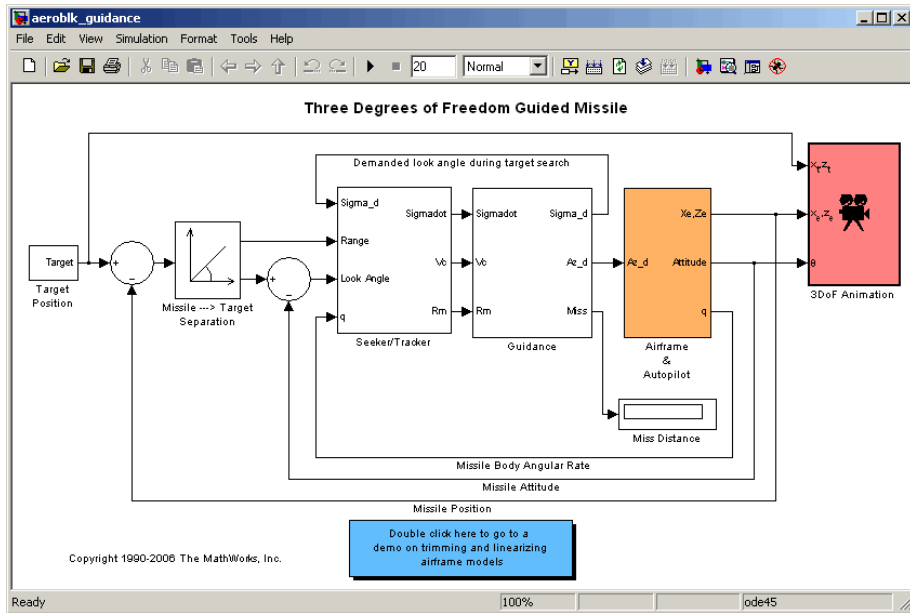 aeroblk_guidance
File Edit View Simulation Format Tools Help
20 Normal
Three Degrees of Freedom Guided Missile
Demanded look angle during target search
Target
Target
Position
+
-
Missile ---> Target
Separation
+
-
Sigma_d
Range
Look Angle
q
Sigmadot
Vc
Rm
Seeker/Tracker
Sigmadot
Vc
Rm
Sigma_d
Az_d
Miss
Guidance
Az_d
Xe,Ze
Attitude
q
Airframe
&
Autopilot
x_t,z_t
x_e,z_e
θ
3DoF Animation
Miss Distance
Missile Body Angular Rate
Missile Attitude
Missile Position
Double click here to go to a
demo on trimming and linearizing
airframe models
Copyright 1990-2006 The MathWorks, Inc.
Ready 100% ode45